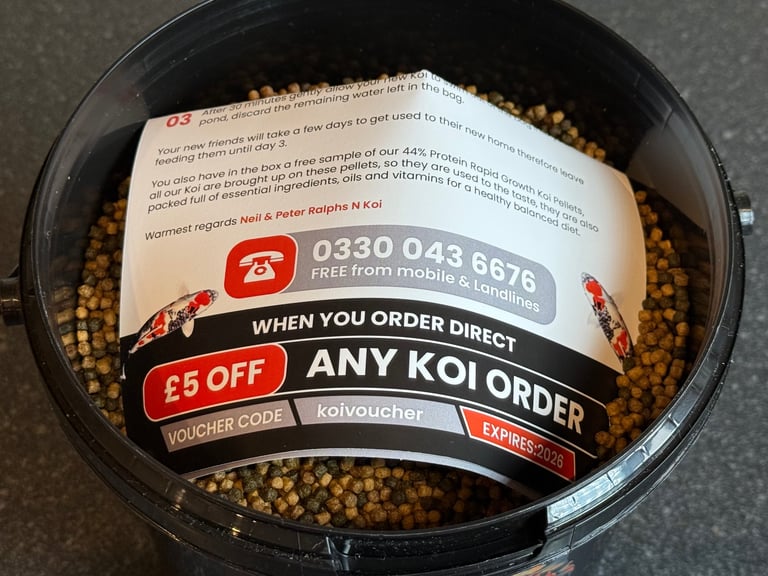 03 After 30 minutes gently allow your new Koi to
pond, discard the remaining water left in the bag.
Your new friends will take a few days to get used to their new home therefore leave
feeding them until day 3.
You also have in the box a free sample of our 44% Protein Rapid Growth Koi Pellets,
all our Koi are brought up on these pellets, so they are used to the taste, they are also
packed full of essential ingredients, oils and vitamins for a healthy balanced diet.
Warmest regards Neil & Peter Ralphs N Koi
0330 043 6676
FREE from mobile & Landlines
WHEN YOU ORDER DIRECT
£5 OFF ANY KOI ORDER
VOUCHER CODE koivoucher EXPIRES:2026